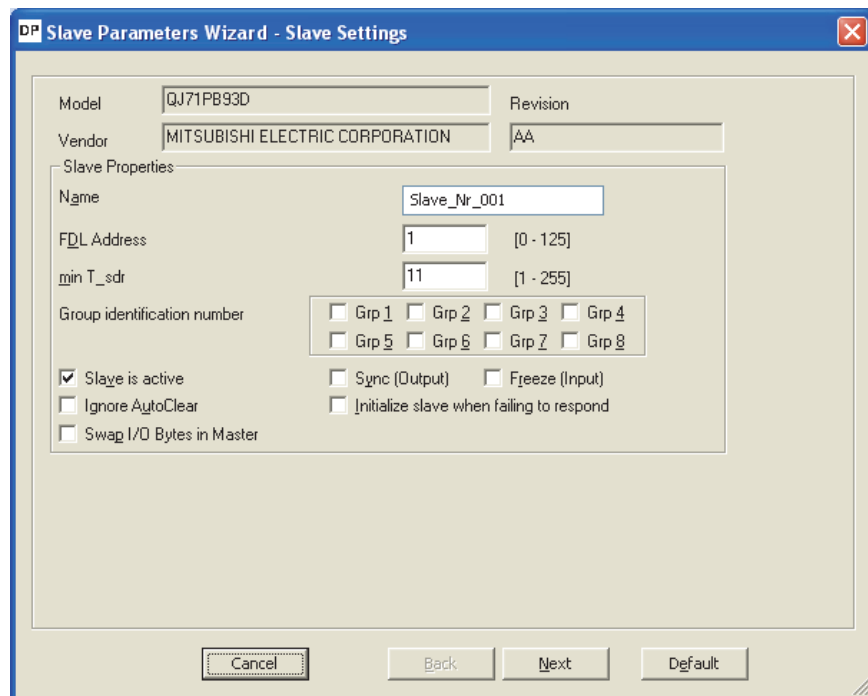 DP Slave Parameters Wizard - Slave Settings
Model QJ71PB93D Revision
Vendor MITSUBISHI ELECTRIC CORPORATION AA
Slave Properties
Name Slave_Nr_001
FDL Address 1 [0 - 125]
min T_sdr 11 [1 - 255]
Group identification number Grp 1 Grp 2 Grp 3 Grp 4
Grp 5 Grp 6 Grp 7 Grp 8
Slave is active Sync (Output) Freeze (Input)
Ignore AutoClear Initialize slave when failing to respond
Swap I/O Bytes in Master
Cancel Back Next Default